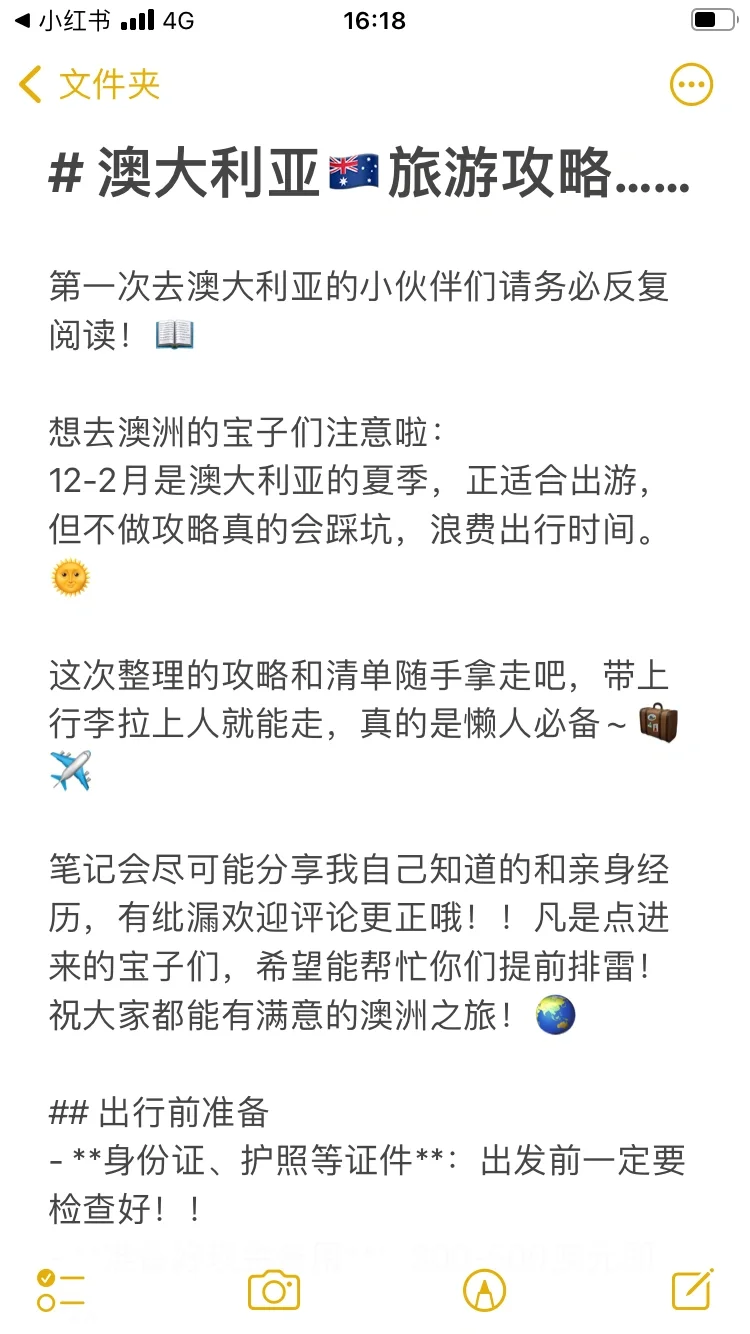 小红书 4G 16:18
文件夹
# 澳大利亚🇦🇺旅游攻略……
第一次去澳大利亚的小伙伴们请务必反复
阅读！📖
想去澳洲的宝子们注意啦：
12-2月是澳大利亚的夏季，正适合出游，
但不做攻略真的会踩坑，浪费出行时间。
🌞
这次整理的攻略和清单随手拿走吧，带上
行李拉上人就能走，真的是懒人必备~🧳
✈️
笔记会尽可能分享我自己知道的和亲身经
历，有纰漏欢迎评论更正哦！！凡是点进
来的宝子们，希望能帮忙你们提前排雷！
祝大家都能有满意的澳洲之旅！🌏
## 出行前准备
- **身份证、护照等证件**：出发前一定要
检查好！！